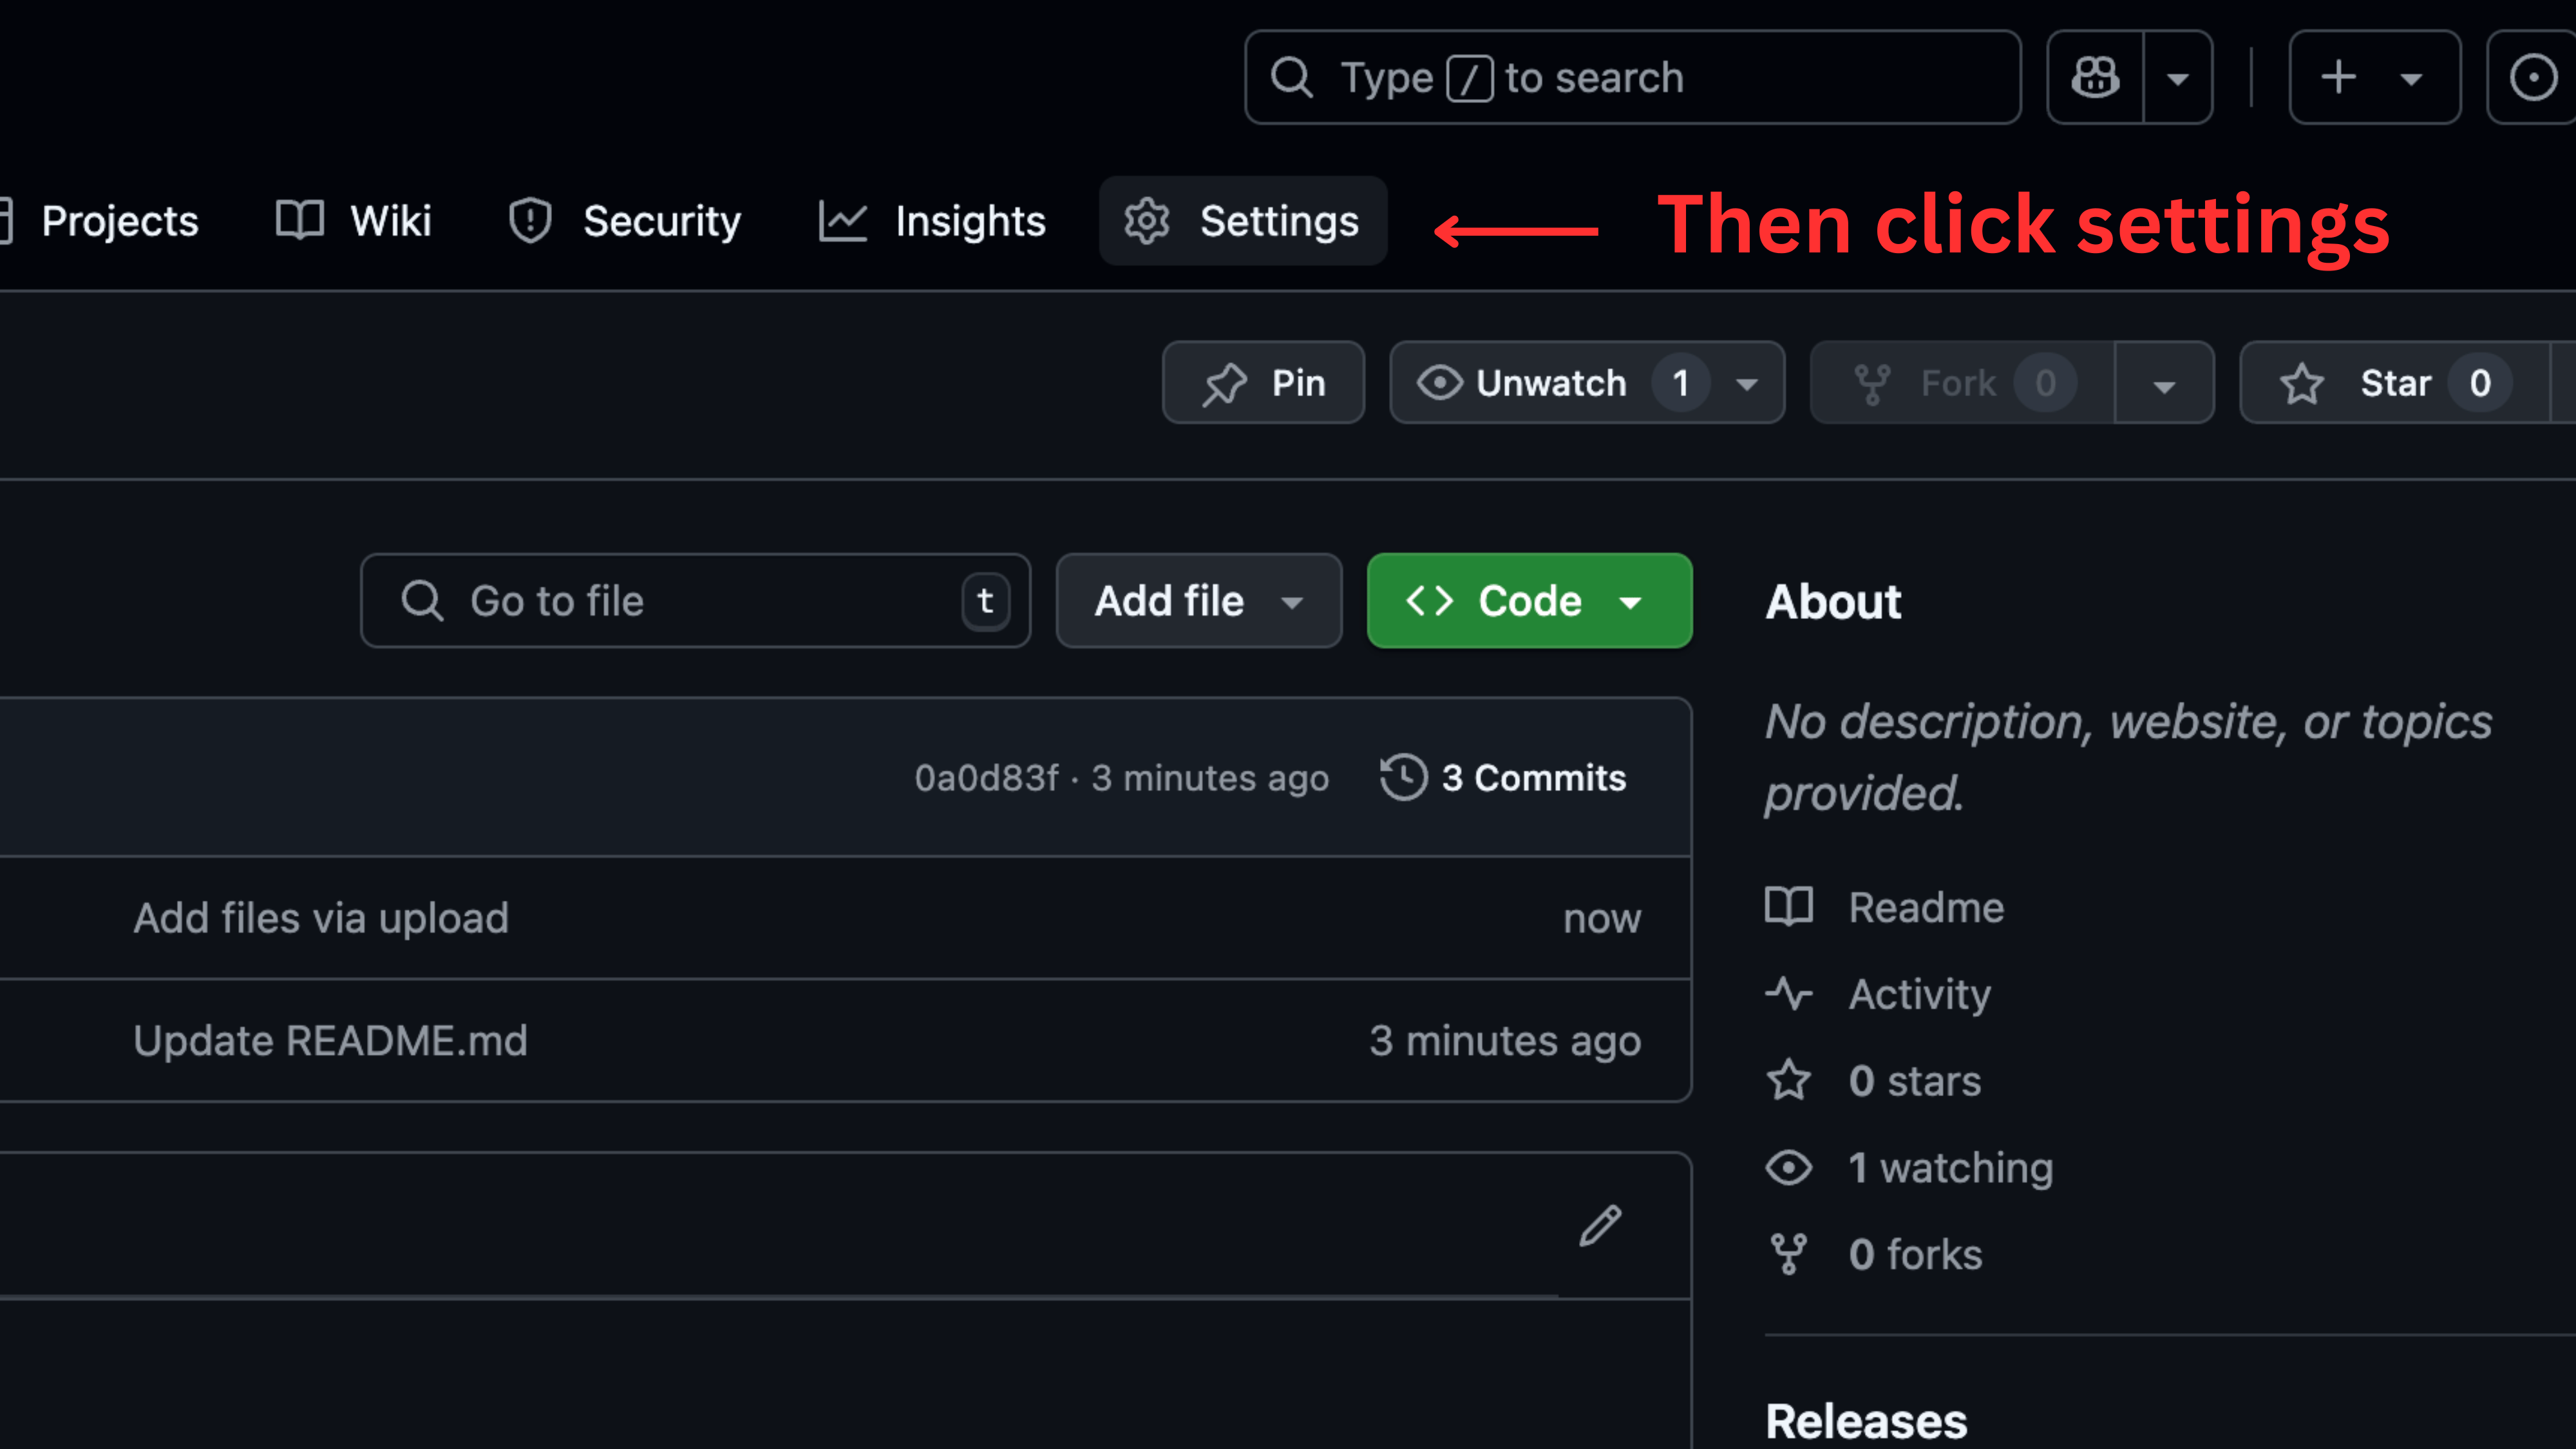 Type / to search
Projects Wiki Security Insights Settings Then click settings
Pin Unwatch 1 Fork 0 Star 0
Go to file t Add file Code About
No description, website, or topics
provided.
0a0d83f · 3 minutes ago 3 Commits
Add files via upload now
Readme
Activity
Update README.md 3 minutes ago
0 stars
1 watching
0 forks
Releases